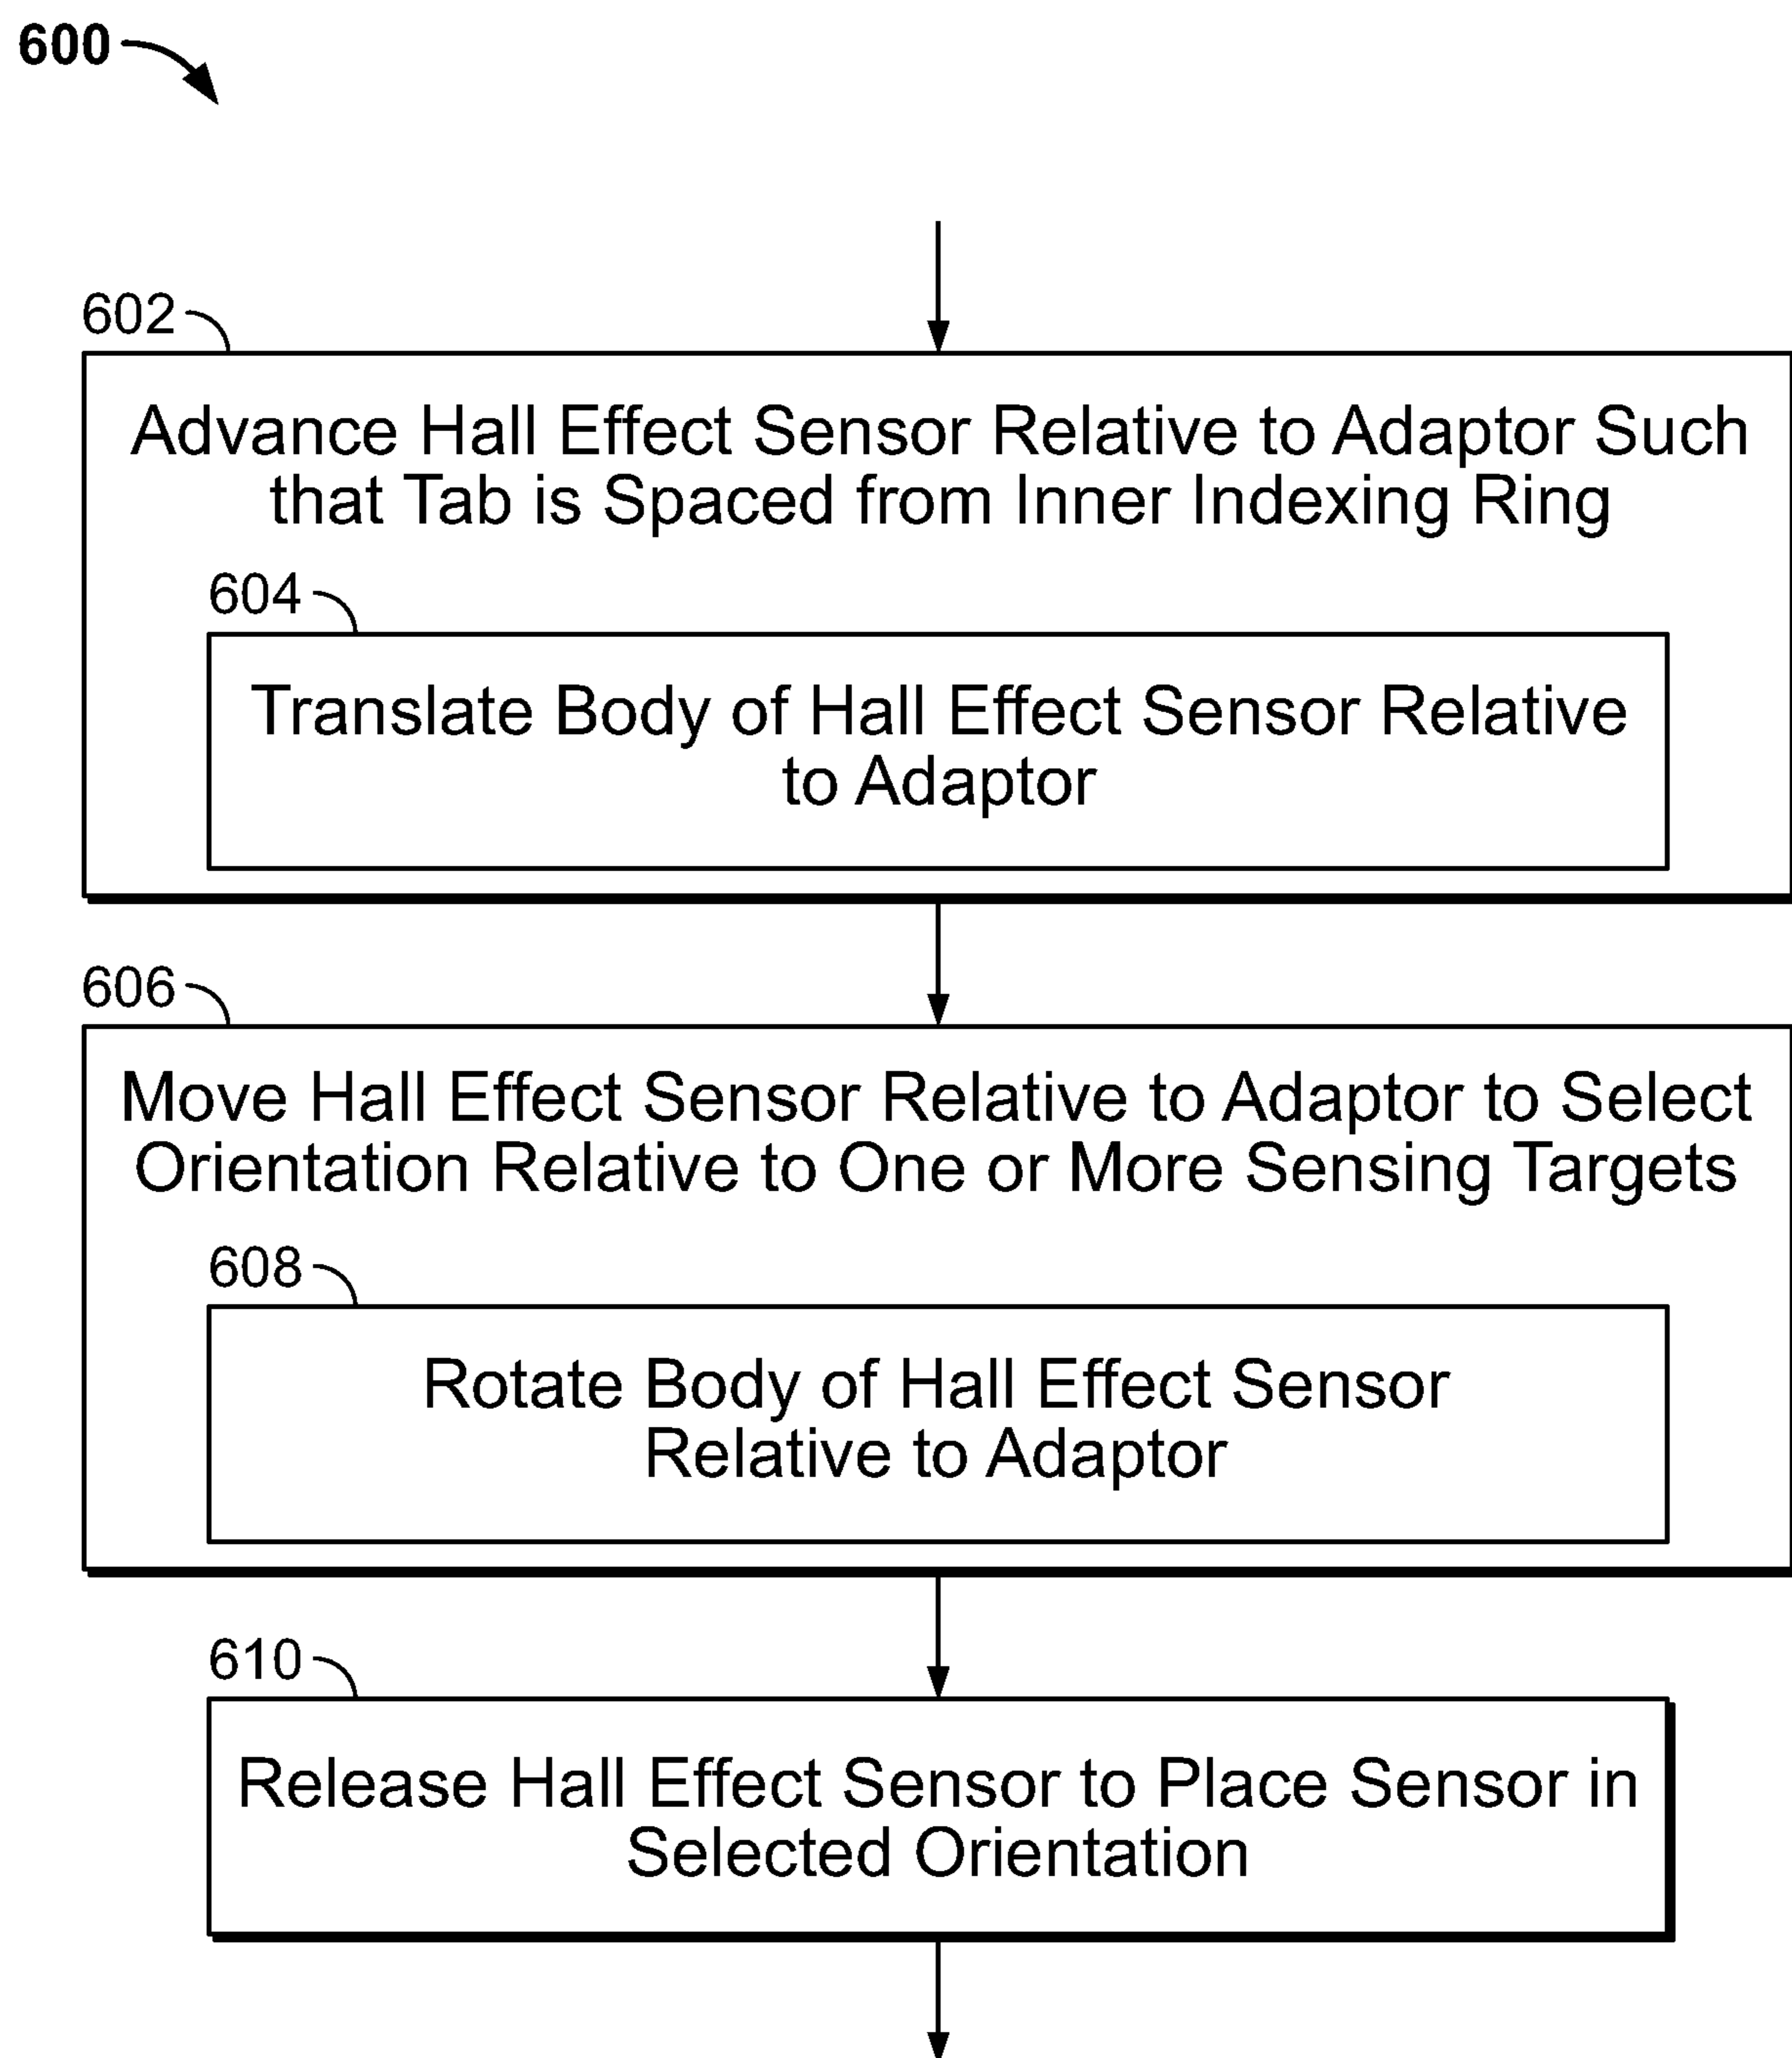 600
602
Advance Hall Effect Sensor Relative to Adaptor Such
that Tab is Spaced from Inner Indexing Ring
604
Translate Body of Hall Effect Sensor Relative
to Adaptor
606
Move Hall Effect Sensor Relative to Adaptor to Select
Orientation Relative to One or More Sensing Targets
608
Rotate Body of Hall Effect Sensor
Relative to Adaptor
610
Release Hall Effect Sensor to Place Sensor in
Selected Orientation